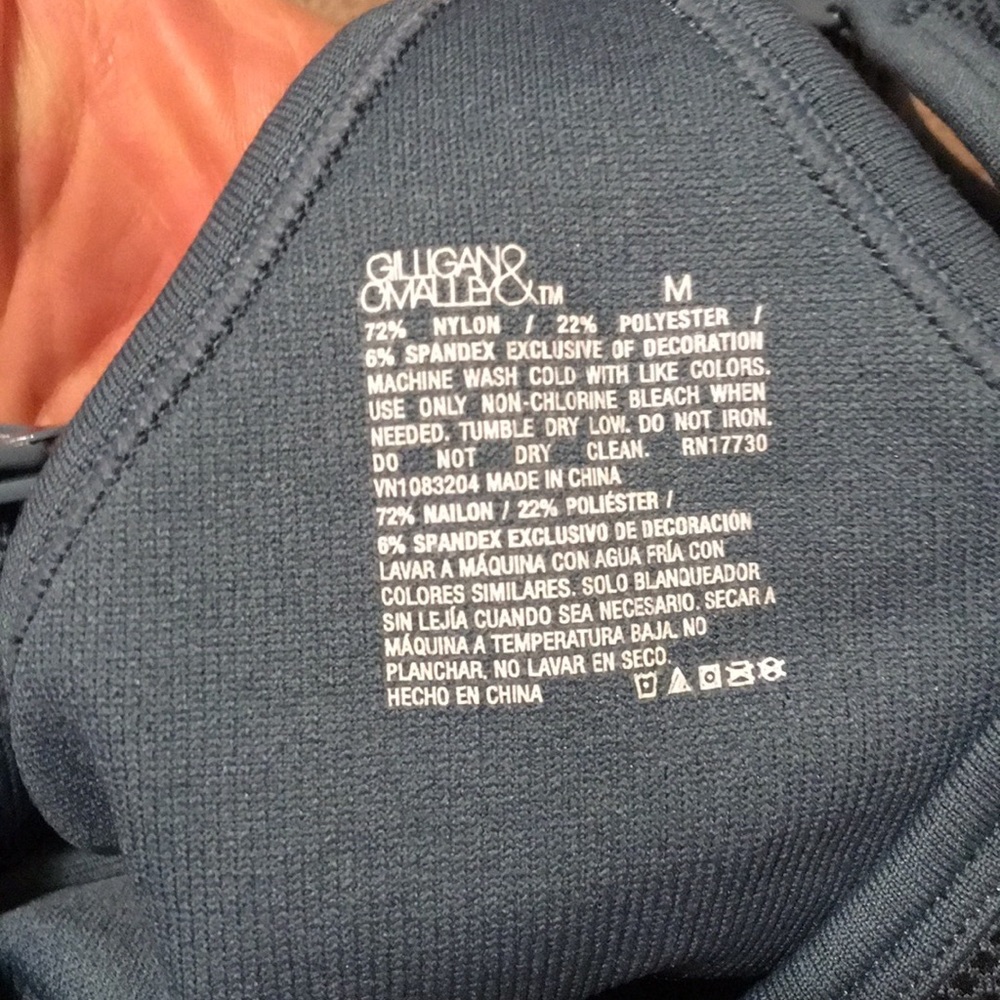 GILLIGAN &
O'MALLEY TM M
72% NYLON / 22% POLYESTER /
6% SPANDEX EXCLUSIVE OF DECORATION
MACHINE WASH COLD WITH LIKE COLORS.
USE ONLY NON-CHLORINE BLEACH WHEN
NEEDED. TUMBLE DRY LOW. DO NOT IRON.
DO NOT DRY CLEAN. RN17730
VN1083204 MADE IN CHINA
72% NAILON / 22% POLIÉSTER /
6% SPANDEX EXCLUSIVO DE DECORACIÓN
LAVAR A MÁQUINA CON AGUA FRÍA CON
COLORES SIMILARES. SOLO BLANQUEADOR
SIN LEJÍA CUANDO SEA NECESARIO. SECAR A
MÁQUINA A TEMPERATURA BAJA. NO
PLANCHAR, NO LAVAR EN SECO.
HECHO EN CHINA